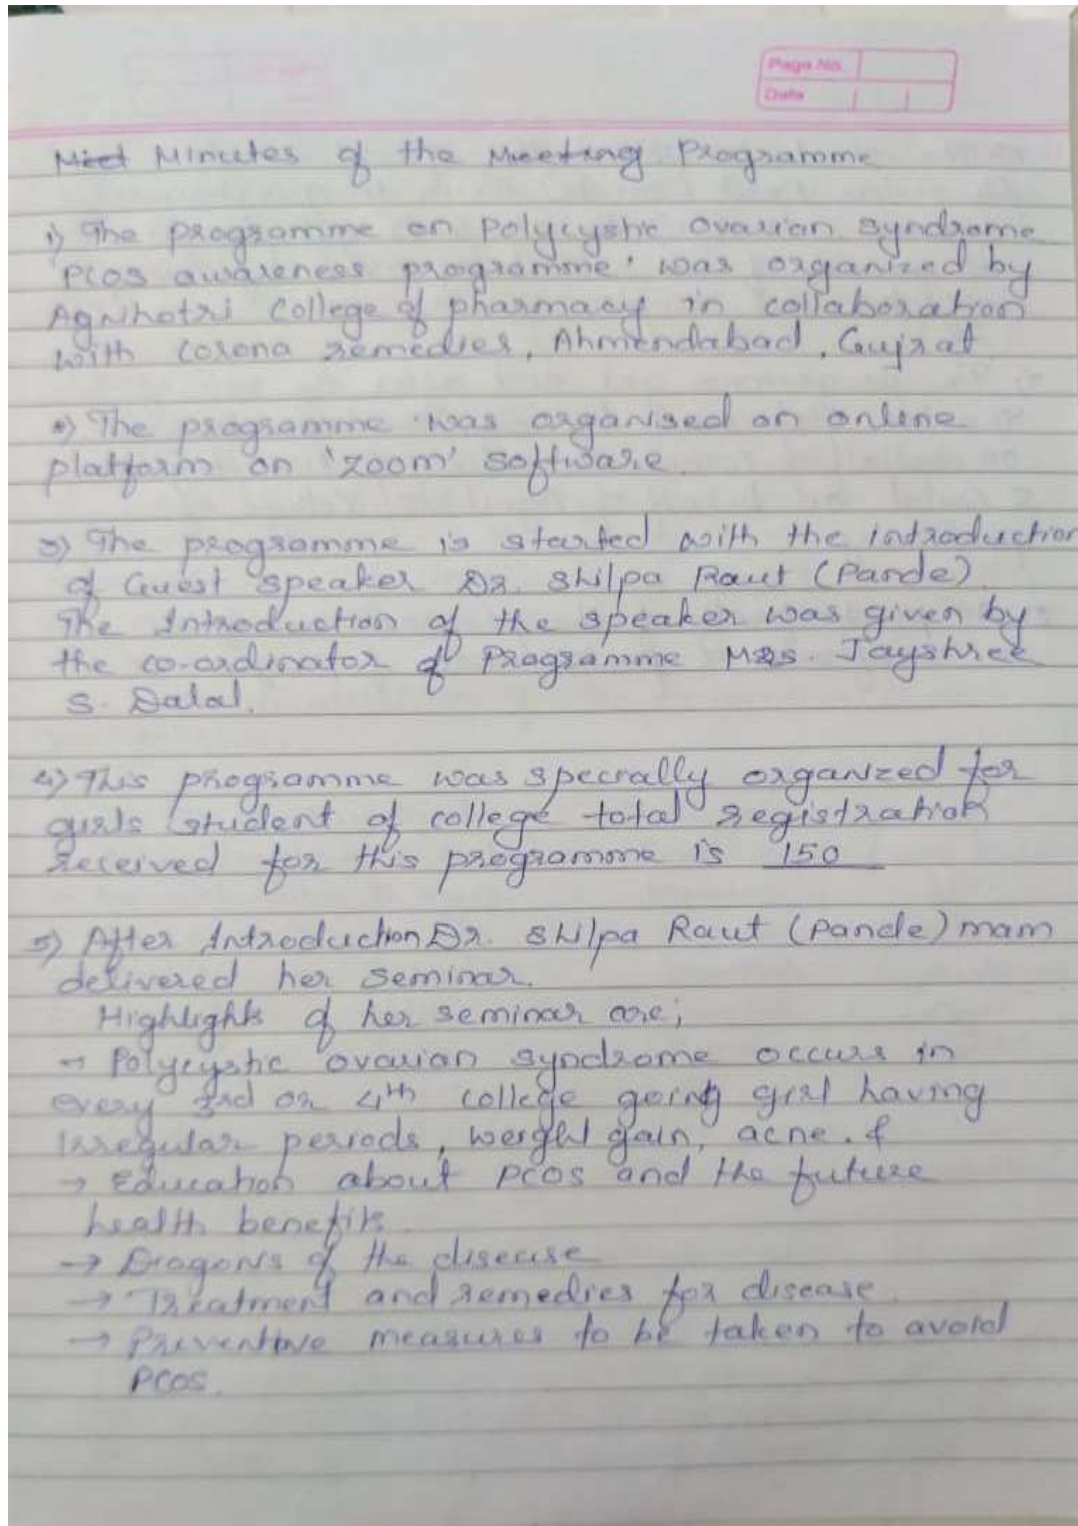 Page No.
Date
Meet Minutes of the Meeting Programme
1) The programme on Polycystic Ovarian Syndrome
'PCOS awareness programme' was organized by
Agnihotri College of pharmacy in collaboration
with corona remedies, Ahmendabad, Gujrat
The programme was organised on online
platform on 'zoom' software.
3) The programme is started with the introduction
of Guest speaker Dr. Shilpa Raut (Pande)
The Introduction of the speaker was given by
the co-ordinator of Programme Mrs. Jayshree
S. Dalal.
4) This programme was specially organized for
girls student of college total registration
received for this programme is 150
5) After Introduction Dr. Shilpa Raut (Pande) mam
delivered her seminar.
Highlights of her seminar are;
→ Polycystic ovarian syndrome occurs in
every 3rd or 4th college going girl having
Irregular periods, weight gain, acne. &
→ Education about PCOS and the future
health benefits.
→ Diagonis of the disease
→ Treatment and remedies for disease.
→ Preventive measures to be taken to avoid
PCOS.